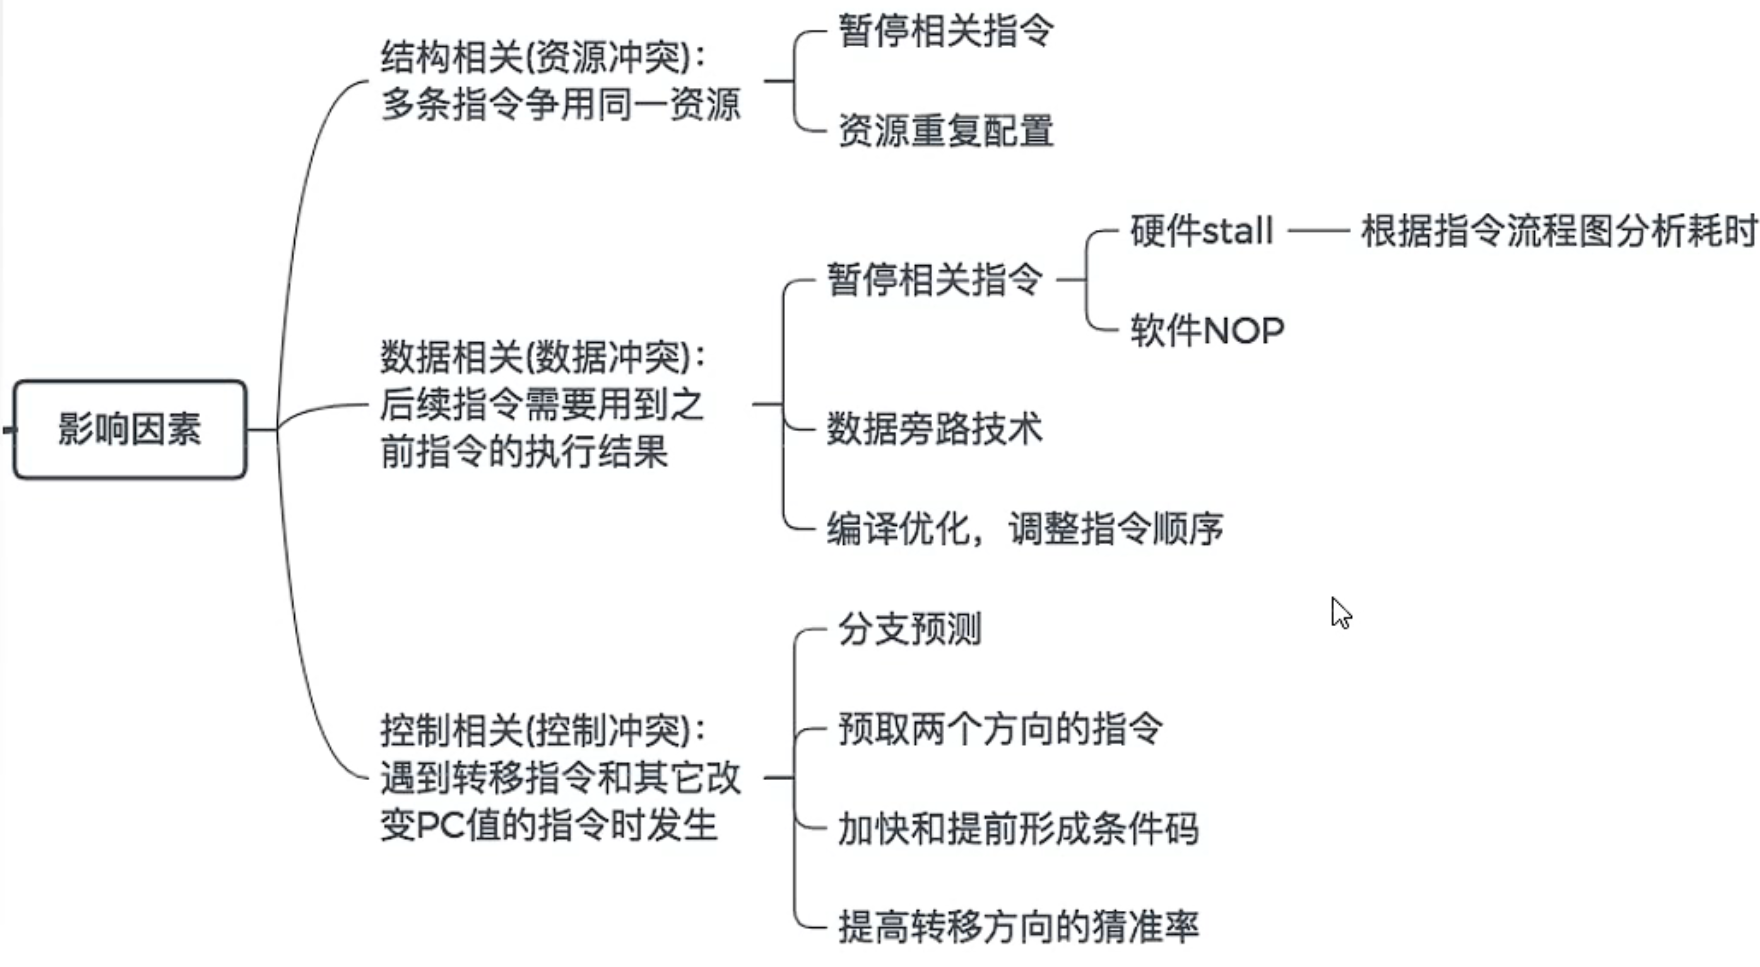 影响因素
结构相关(资源冲突)：
多条指令争用同一资源
暂停相关指令
资源重复配置
数据相关(数据冲突)：
后续指令需要用到之
前指令的执行结果
暂停相关指令
硬件stall
根据指令流程图分析耗时
软件NOP
数据旁路技术
编译优化，调整指令顺序
控制相关(控制冲突)：
遇到转移指令和其它改
变PC值的指令时发生
分支预测
预取两个方向的指令
加快和提前形成条件码
提高转移方向的猜准率